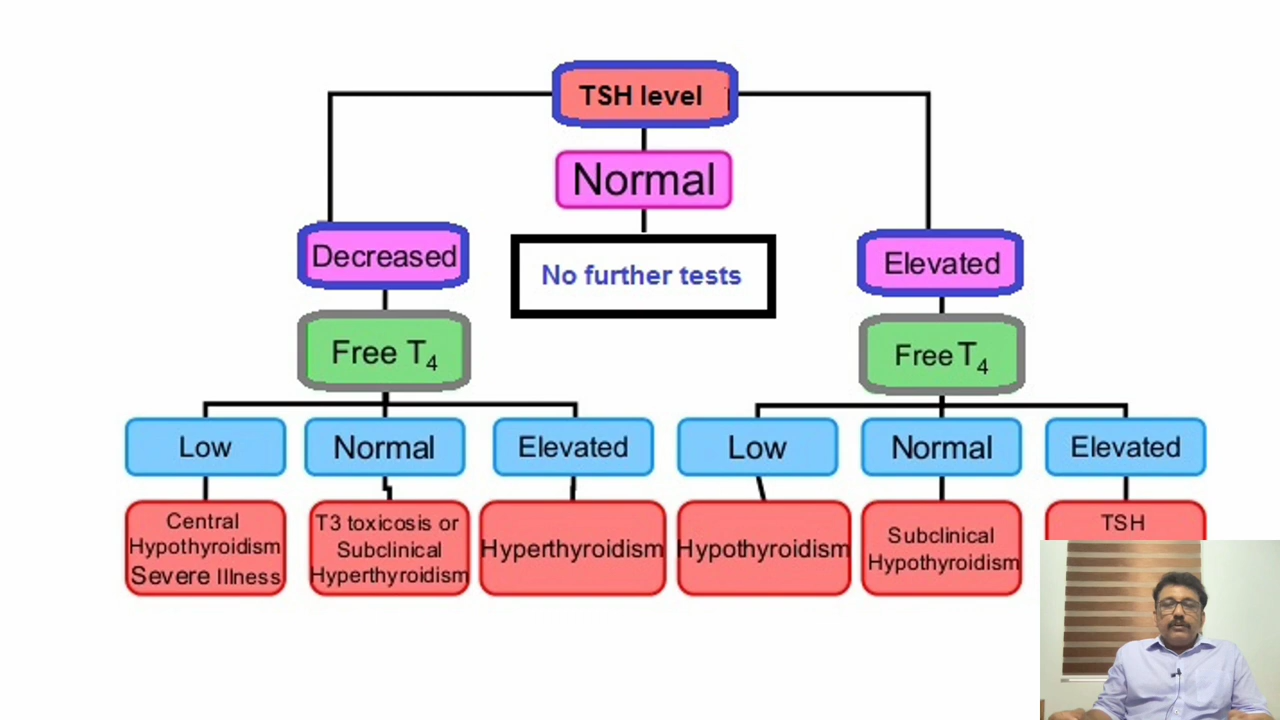 TSH level
Normal
Decreased
No further tests
Elevated
Free T4
Free T4
Low
Normal
Elevated
Low
Normal
Elevated
Central
Hypothyroidism
Severe Illness
T3 toxicosis or
Subclinical
Hyperthyroidism
Hyperthyroidism
Hypothyroidism
Subclinical
Hypothyroidism
TSH